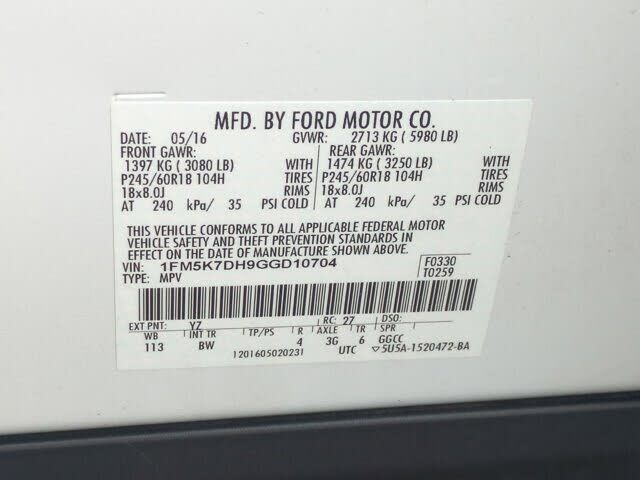 MFD. BY FORD MOTOR CO.
DATE: 05/16 GVWR: 2713 KG ( 5980 LB)
FRONT GAWR: REAR GAWR:
1397 KG ( 3080 LB) WITH 1474 KG ( 3250 LB) WITH
P245/60R18 104H TIRES P245/60R18 104H TIRES
18x8.0J RIMS 18x8.0J RIMS
AT 240 kPa/ 35 PSI COLD AT 240 kPa/ 35 PSI COLD
THIS VEHICLE CONFORMS TO ALL APPLICABLE FEDERAL MOTOR
VEHICLE SAFETY AND THEFT PREVENTION STANDARDS IN
EFFECT ON THE DATE OF MANUFACTURE SHOWN ABOVE.
VIN: 1FM5K7DH9GGD10704 F0330
TYPE: MPV T0259
EXT PNT: YZ RC: 27 DSO:
WB INT TR TP/PS R AXLE TR SPR
113 BW 4 3G 6 GGCC
1201605020231 UTC ▽5U5A-1520472-BA